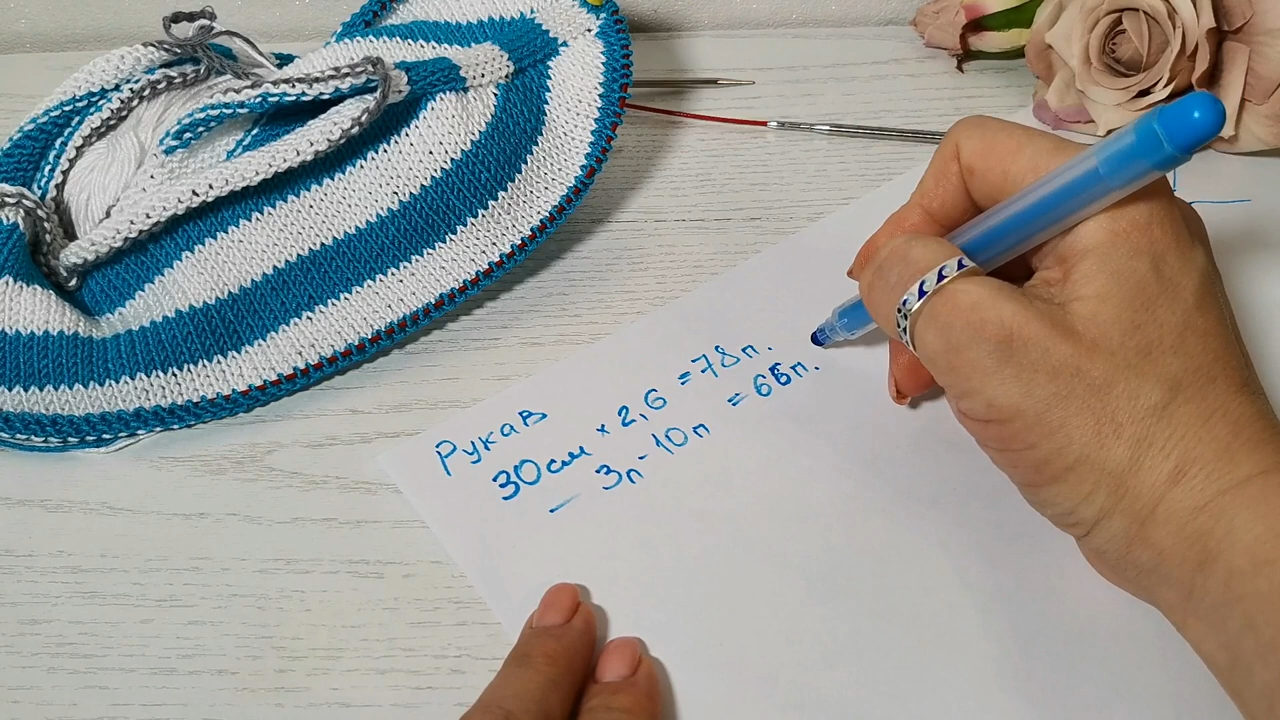 Рукав
30см × 2,6 = 78п.
– 3п - 10п = 65п.